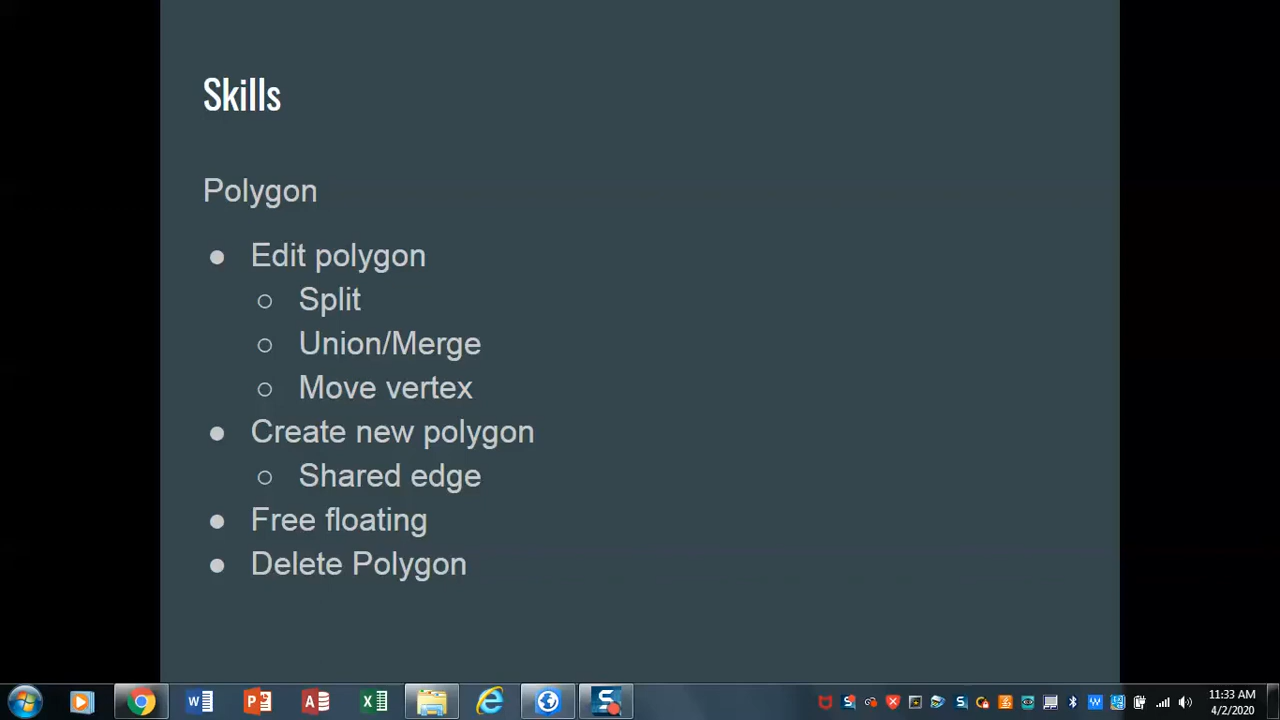 Skills
Polygon
● Edit polygon
○ Split
○ Union/Merge
○ Move vertex
● Create new polygon
○ Shared edge
● Free floating
● Delete Polygon
11:33 AM
4/2/2020